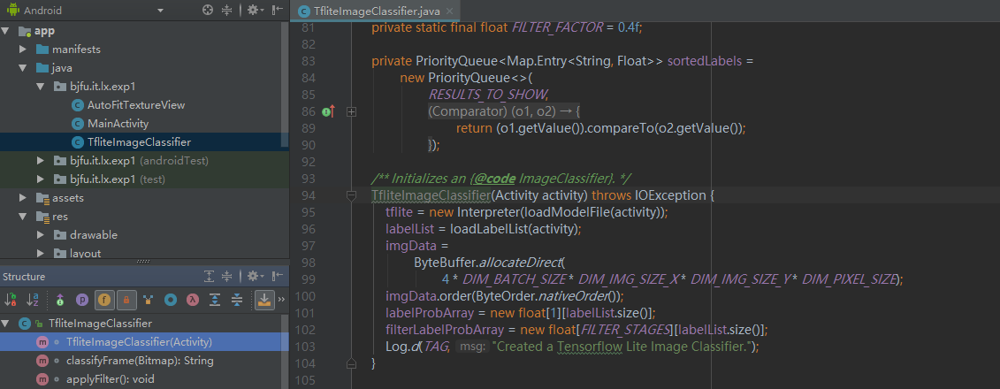 Android
TfliteImageClassifier.java
app
manifests
java
bjfu.it.lx.exp1
AutoFitTextureView
MainActivity
TfliteImageClassifier
bjfu.it.lx.exp1 (androidTest)
bjfu.it.lx.exp1 (test)
assets
res
drawable
layout
Structure
TfliteImageClassifier
TfliteImageClassifier(Activity)
classifyFrame(Bitmap): String
applyFilter(): void
81 private static final float FILTER_FACTOR = 0.4f;
82
83 private PriorityQueue<Map.Entry<String, Float>> sortedLabels =
84 new PriorityQueue<>(
85 RESULTS_TO_SHOW,
86 (Comparator) (o1, o2) → {
89 return (o1.getValue()).compareTo(o2.getValue());
90 });
92
93 /** Initializes an {@code ImageClassifier}. */
94 TfliteImageClassifier(Activity activity) throws IOException {
95 tflite = new Interpreter(loadModelFile(activity));
96 labelList = loadLabelList(activity);
97 imgData =
98 ByteBuffer.allocateDirect(
99 4 * DIM_BATCH_SIZE * DIM_IMG_SIZE_X * DIM_IMG_SIZE_Y * DIM_PIXEL_SIZE);
100 imgData.order(ByteOrder.nativeOrder());
101 labelProbArray = new float[1][labelList.size()];
102 filterLabelProbArray = new float[FILTER_STAGES][labelList.size()];
103 Log.d(TAG, msg: "Created a Tensorflow Lite Image Classifier.");
104 }
105